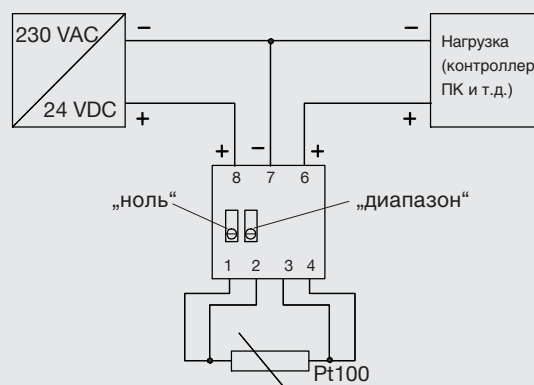 230 VAC
24 VDC
−
+
−
+
Нагрузка
(контроллер
ПК и т.д.)
+
−
+
8 7 6
„ноль“
„диапазон“
1 2 3 4
Pt100